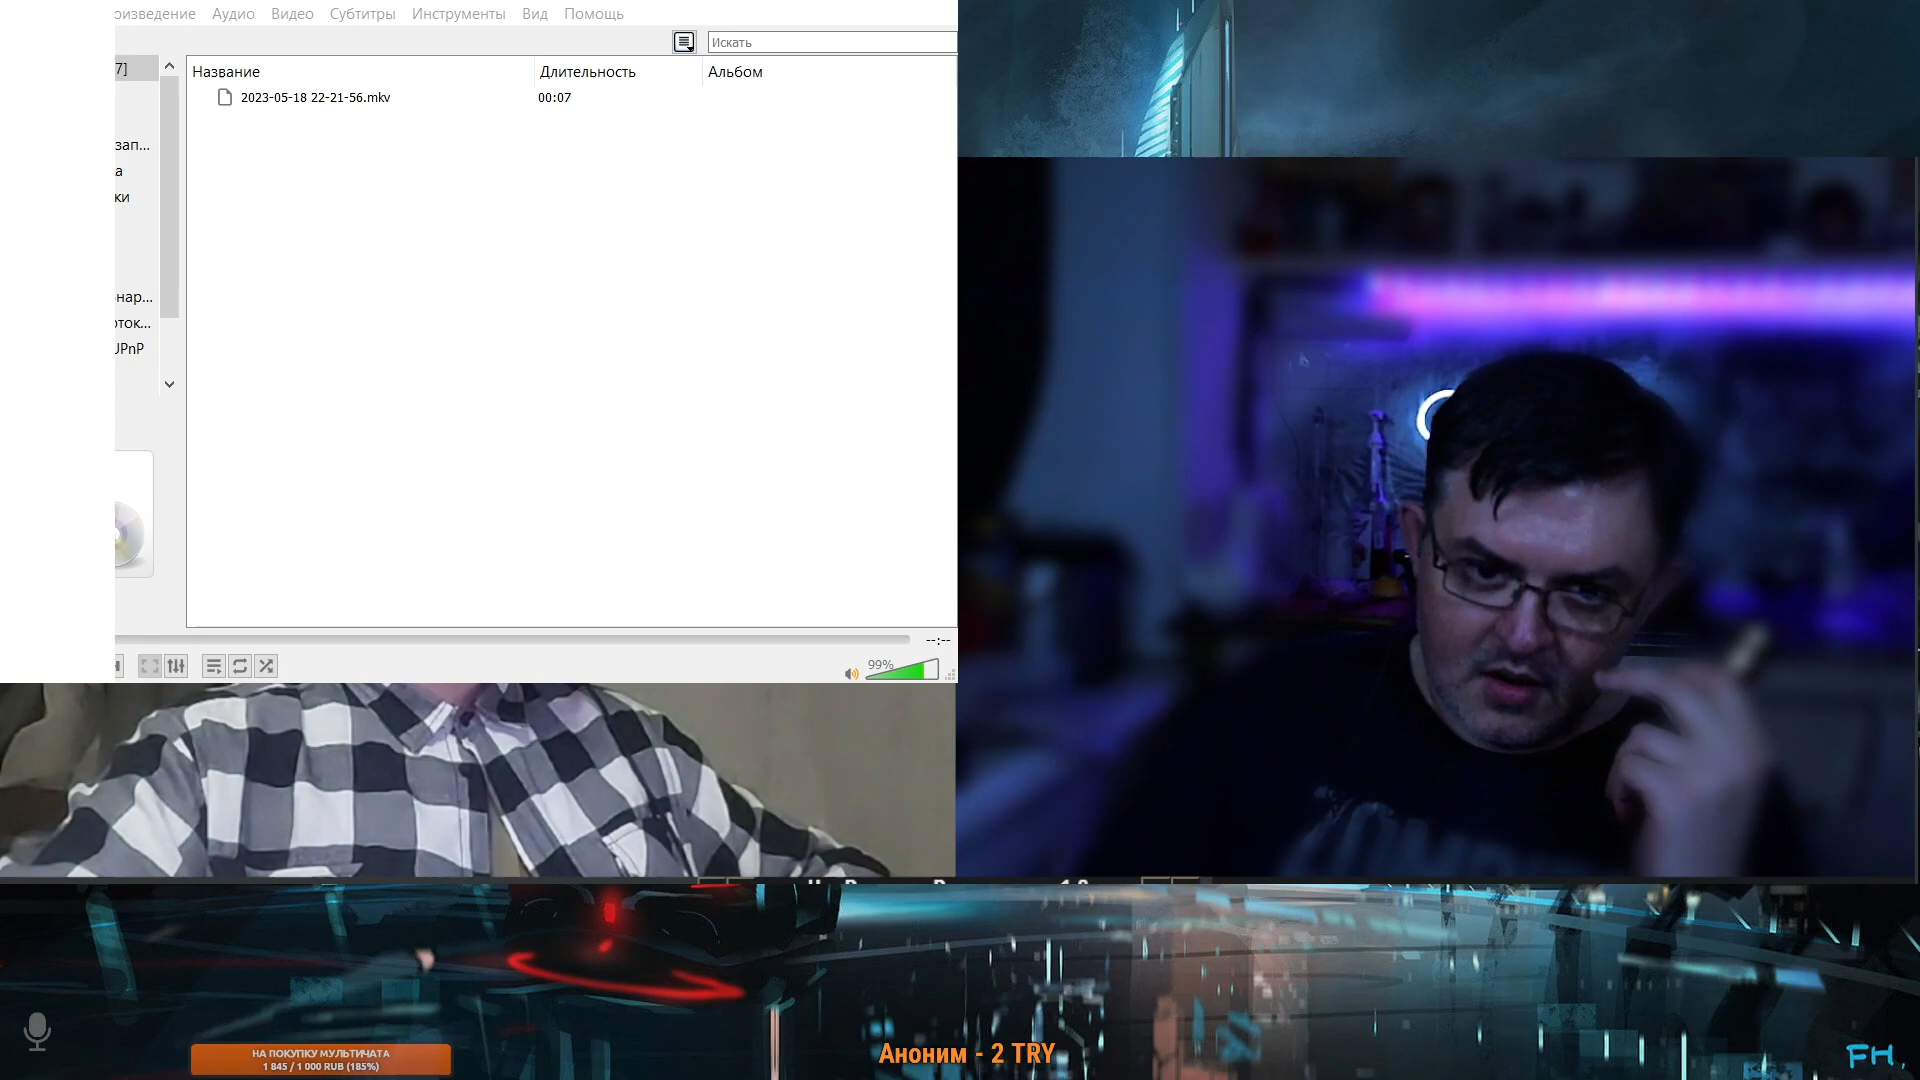 оизведение Аудио Видео Субтитры Инструменты Вид Помощь
Искать
7]
зап...
а
ки
нар...
оток...
JPnP
Название Длительность Альбом
2023-05-18 22-21-56.mkv 00:07
--:--
99%
НА ПОКУПКУ МУЛЬТИЧАТА
1 845 / 1 000 RUB (185%)
Аноним - 2 TRY
FH,